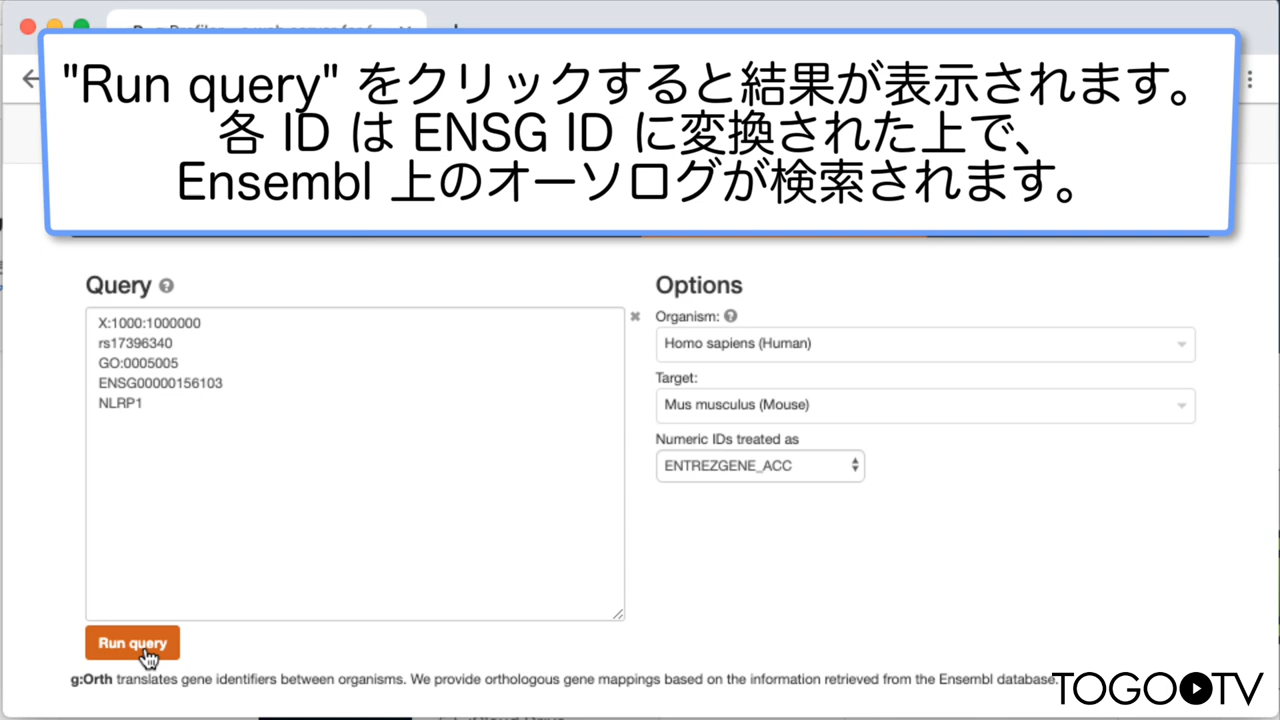 "Run query" をクリックすると結果が表示されます。
各 ID は ENSG ID に変換された上で、
Ensembl 上のオーソログが検索されます。
Query
Options
X:1000:1000000
rs17396340
GO:0005005
ENSG00000156103
NLRP1
Organism:
Homo sapiens (Human)
Target:
Mus musculus (Mouse)
Numeric IDs treated as
ENTREZGENE_ACC
Run query
g:Orth translates gene identifiers between organisms. We provide orthologous gene mappings based on the information retrieved from the Ensembl database.
TOGOTV